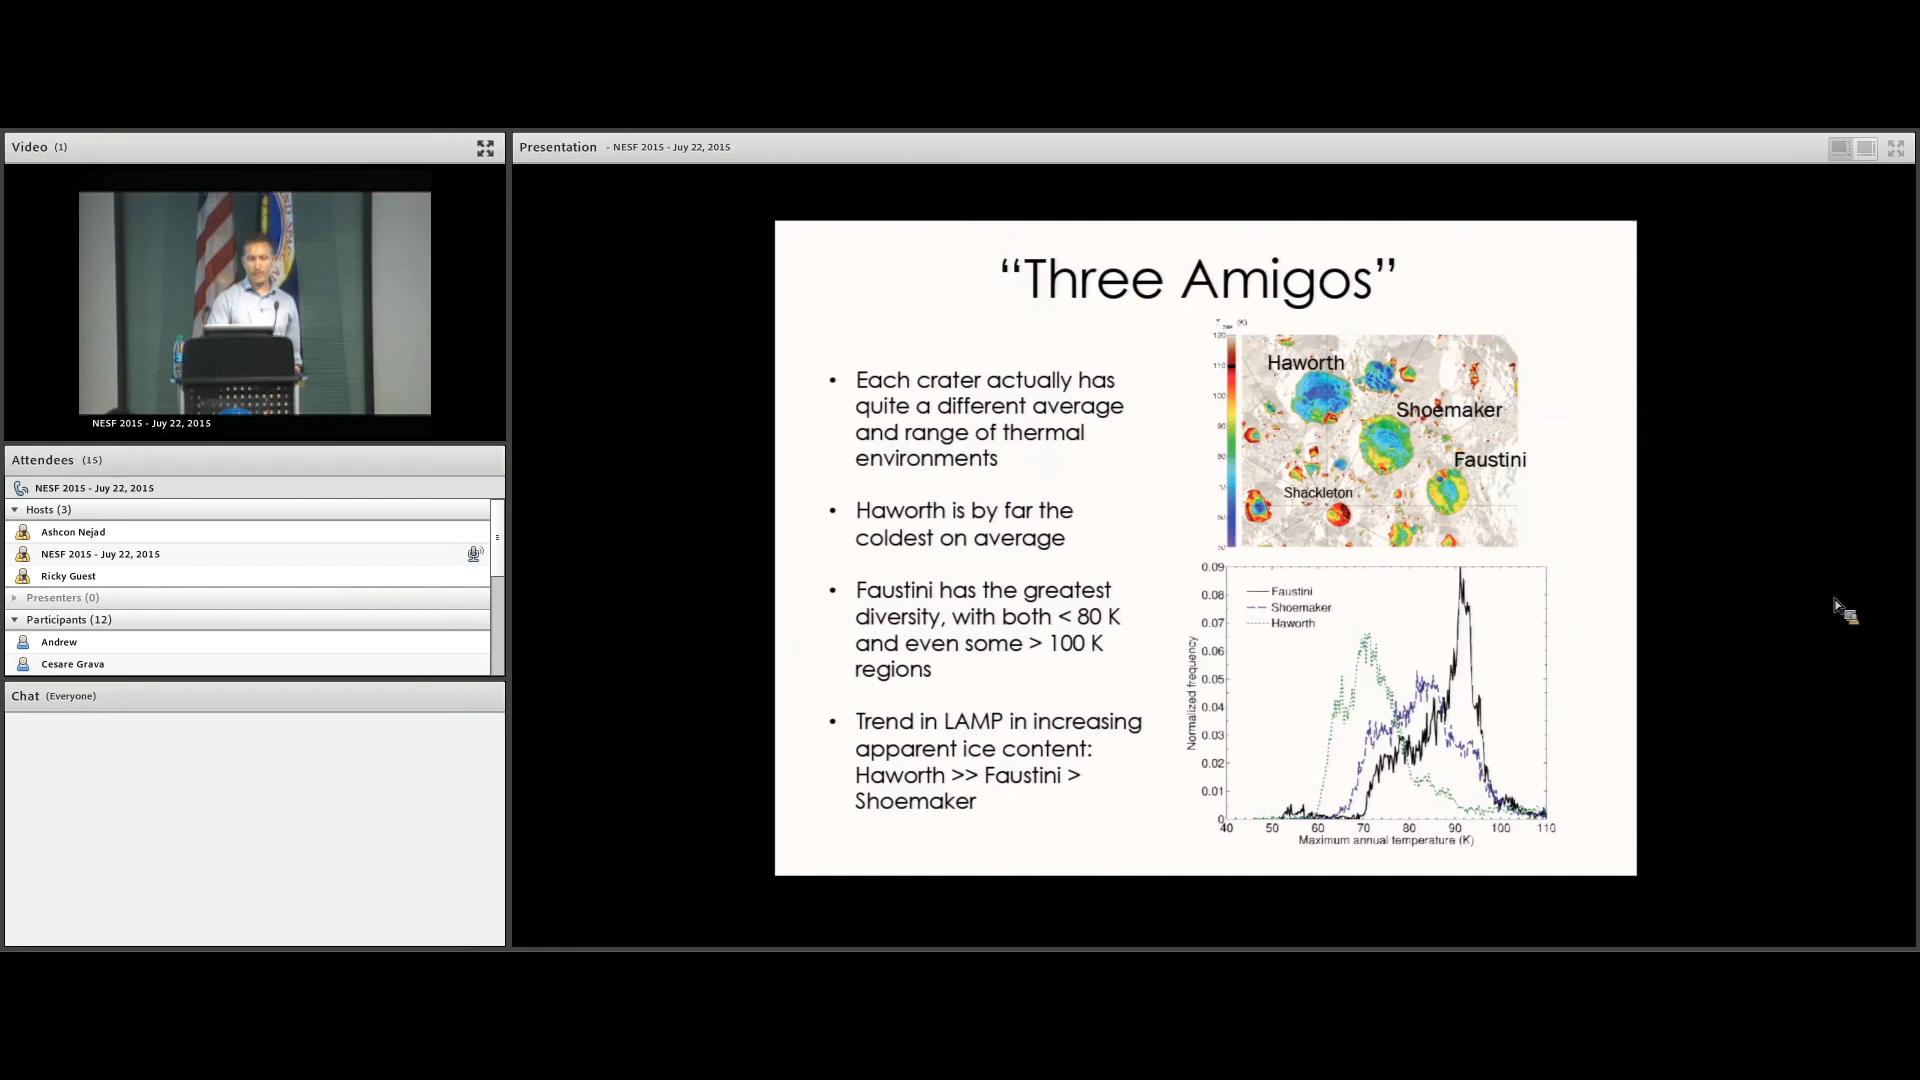 Video (1)
NESF 2015 - Juy 22, 2015
Attendees (15)
NESF 2015 - Juy 22, 2015
Hosts (3)
Ashcon Nejad
NESF 2015 - Juy 22, 2015
Ricky Guest
Presenters (0)
Participants (12)
Andrew
Cesare Grava
Chat (Everyone)
Presentation - NESF 2015 - Juy 22, 2015
“Three Amigos”
• Each crater actually has
quite a different average
and range of thermal
environments
• Haworth is by far the
coldest on average
• Faustini has the greatest
diversity, with both < 80 K
and even some > 100 K
regions
• Trend in LAMP in increasing
apparent ice content:
Haworth >> Faustini >
Shoemaker
(K)
120
110
100
90
80
Haworth
Shoemaker
Faustini
Shackleton
0.09
0.08
0.07
0.06
0.05
0.04
0.03
0.02
0.01
0
Normalized frequency
Faustini
Shoemaker
Haworth
40 50 60 70 80 90 100 110
Maximum annual temperature (K)